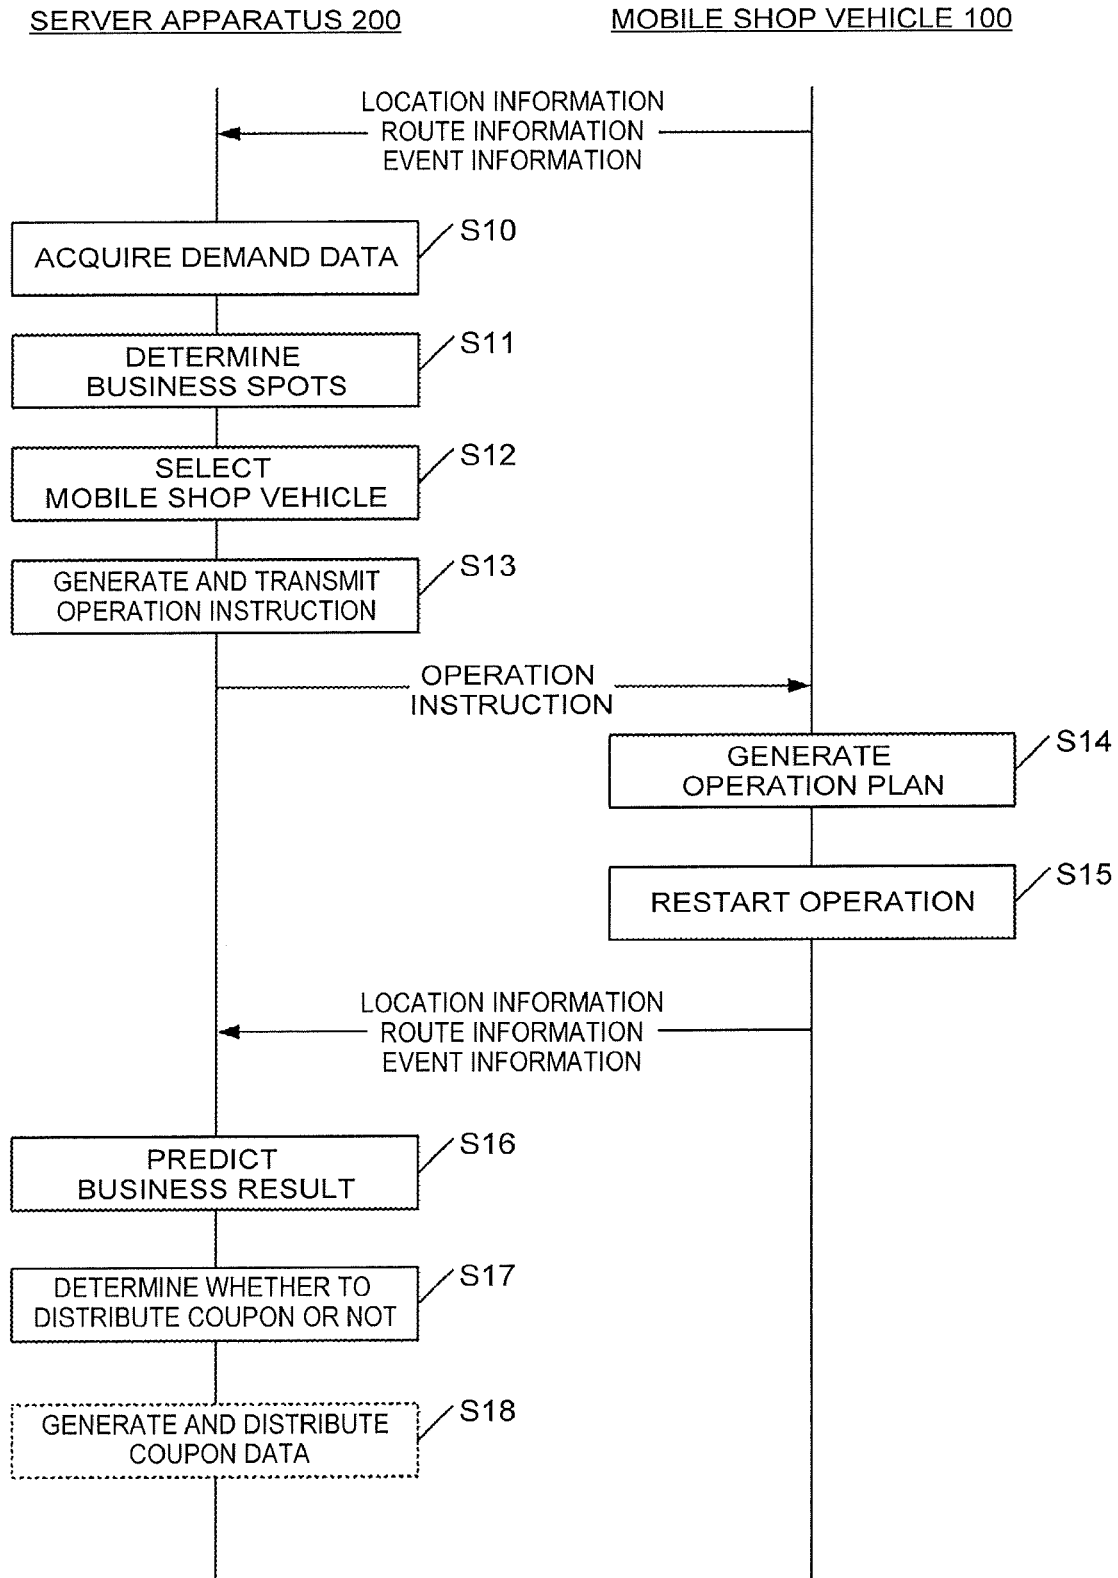 SERVER APPARATUS 200
MOBILE SHOP VEHICLE 100
LOCATION INFORMATION
ROUTE INFORMATION
EVENT INFORMATION
S10
ACQUIRE DEMAND DATA
S11
DETERMINE
BUSINESS SPOTS
S12
SELECT
MOBILE SHOP VEHICLE
S13
GENERATE AND TRANSMIT
OPERATION INSTRUCTION
OPERATION
INSTRUCTION
S14
GENERATE
OPERATION PLAN
S15
RESTART OPERATION
LOCATION INFORMATION
ROUTE INFORMATION
EVENT INFORMATION
S16
PREDICT
BUSINESS RESULT
S17
DETERMINE WHETHER TO
DISTRIBUTE COUPON OR NOT
S18
GENERATE AND DISTRIBUTE
COUPON DATA